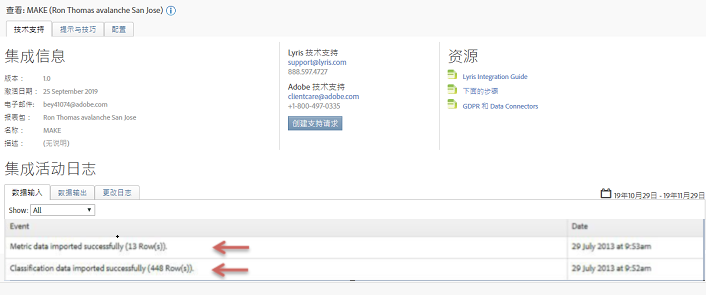 查看: MAKE (Ron Thomas avalanche San Jose)
技术支持 提示与技巧 配置
集成信息
版本： 1.0
激活日期： 25 September 2019
电子邮件: bey41074@adobe.com
报表包： Ron Thomas avalanche San Jose
名称： MAKE
描述： (无说明)
Lyris 技术支持
support@lyris.com
888.597.4727
Adobe 技术支持
clientcare@adobe.com
+1-800-497-0335
创建支持请求
资源
Lyris Integration Guide
下面的步骤
GDPR 和 Data Connectors
集成活动日志
数据输入 数据输出 更改日志
19年10月29日 - 19年11月29日
Show: All
Event Date
Metric data imported successfully (13 Row(s)). 29 July 2013 at 9:53am
Classification data imported successfully (448 Row(s)). 29 July 2013 at 9:52am